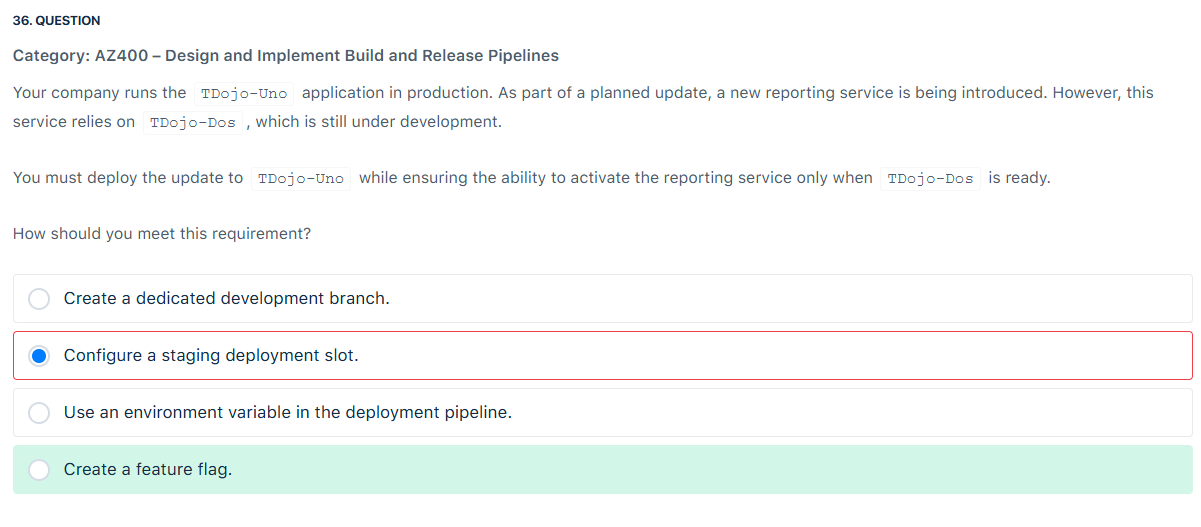 36. QUESTION
Category: AZ400 – Design and Implement Build and Release Pipelines
Your company runs the TDojo-Uno application in production. As part of a planned update, a new reporting service is being introduced. However, this
service relies on TDojo-Dos , which is still under development.
You must deploy the update to TDojo-Uno while ensuring the ability to activate the reporting service only when TDojo-Dos is ready.
How should you meet this requirement?
Create a dedicated development branch.
Configure a staging deployment slot.
Use an environment variable in the deployment pipeline.
Create a feature flag.